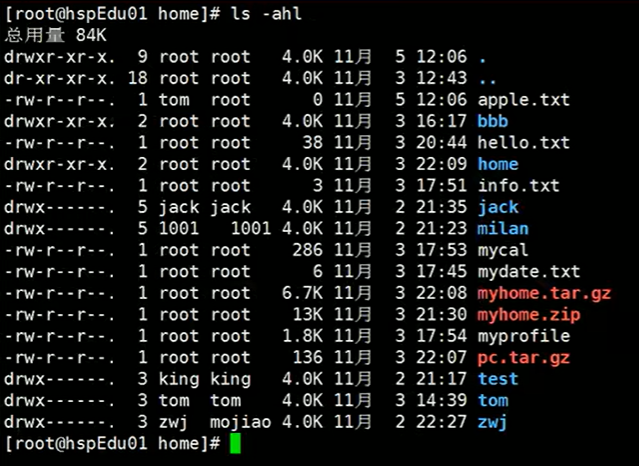 [root@hspEdu01 home]# ls -ahl
总用量 84K
drwxr-xr-x.  9 root root  4.0K 11月  5 12:06 .
dr-xr-xr-x. 18 root root  4.0K 11月  3 12:43 ..
-rw-r--r--.  1 tom  root     0 11月  5 12:06 apple.txt
drwxr-xr-x.  2 root root  4.0K 11月  3 16:17 bbb
-rw-r--r--.  1 root root    38 11月  3 20:44 hello.txt
drwxr-xr-x.  2 root root  4.0K 11月  3 22:09 home
-rw-r--r--.  1 root root     3 11月  3 17:51 info.txt
drwx------.  5 jack jack  4.0K 11月  2 21:35 jack
drwx------.  5 1001   1001 4.0K 11月  2 21:23 milan
-rw-r--r--.  1 root root   286 11月  3 17:53 mycal
-rw-r--r--.  1 root root     6 11月  3 17:45 mydate.txt
-rw-r--r--.  1 root root  6.7K 11月  3 22:08 myhome.tar.gz
-rw-r--r--.  1 root root   13K 11月  3 21:30 myhome.zip
-rw-r--r--.  1 root root  1.8K 11月  3 17:54 myprofile
-rw-r--r--.  1 root root   136 11月  3 22:07 pc.tar.gz
drwx------.  3 king king  4.0K 11月  2 21:17 test
drwx------.  3 tom  tom   4.0K 11月  3 14:39 tom
drwx------.  3 zwj  mojiao 4.0K 11月  2 22:27 zwj
[root@hspEdu01 home]#